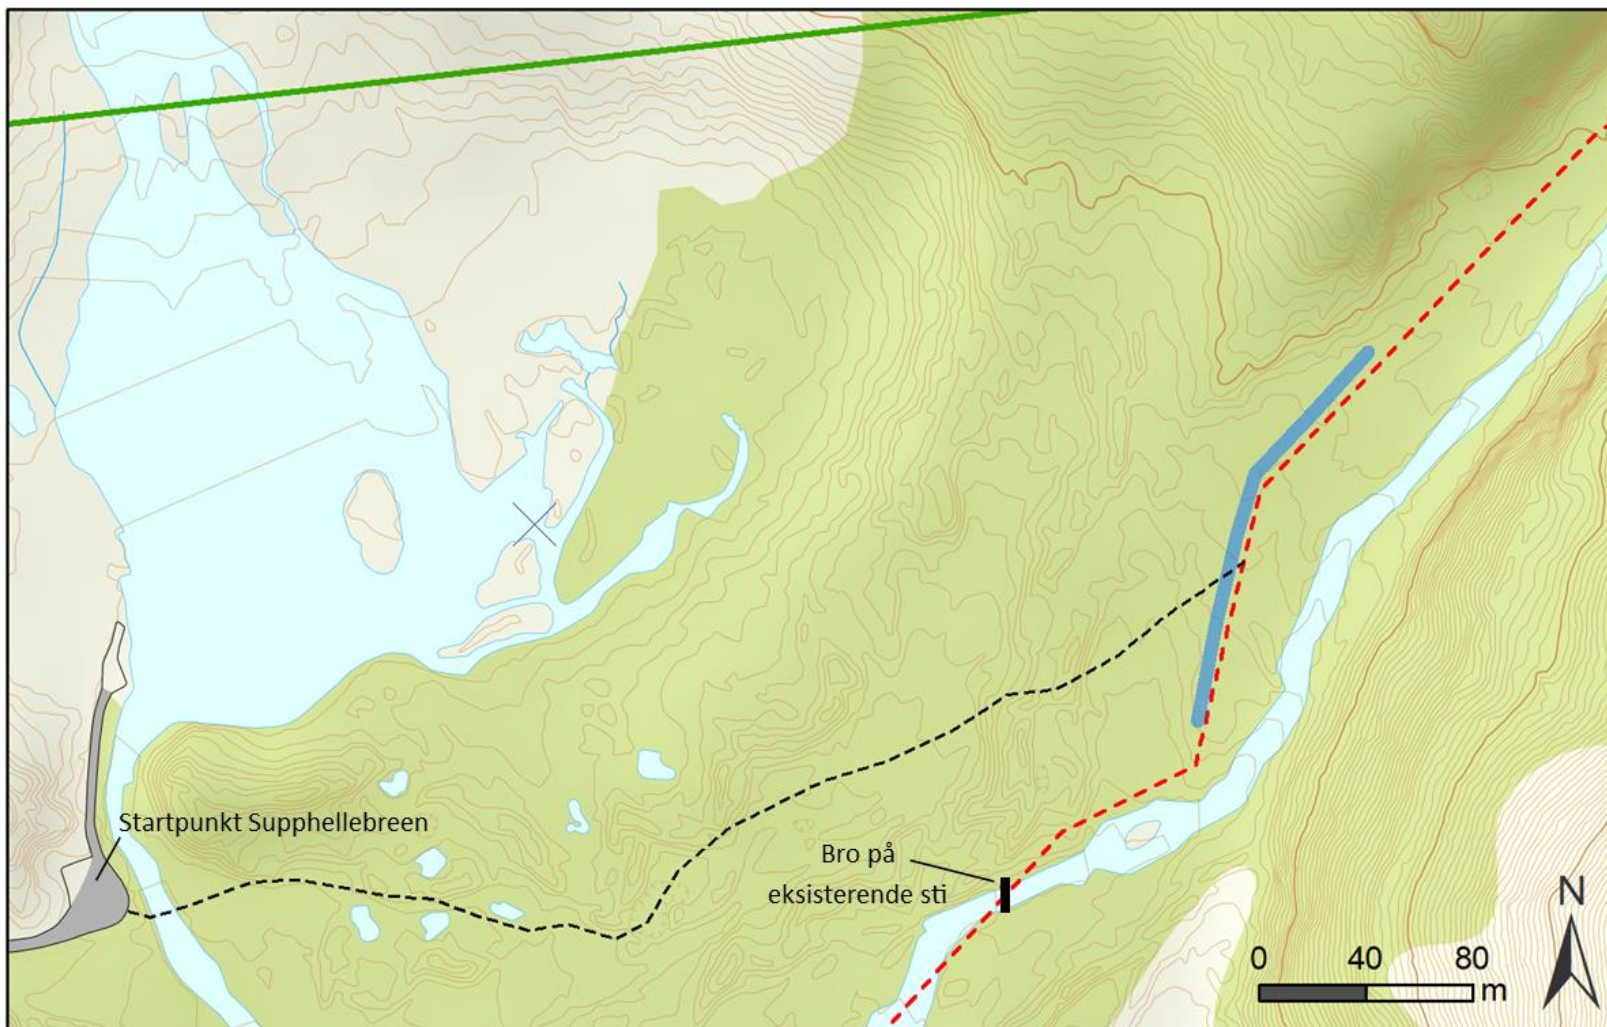 Startpunkt Supphellebreen
Bro på
eksisterende sti
N
0 40 80
m